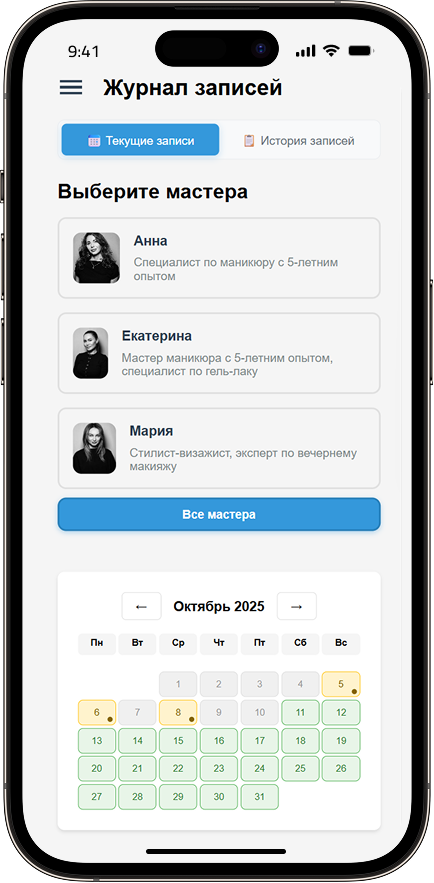 9:41
Журнал записей
Текущие записи
История записей
Выберите мастера
Анна
Специалист по маникюру с 5-летним
опытом
Екатерина
Мастер маникюра с 5-летним опытом,
специалист по гель-лаку
Мария
Стилист-визажист, эксперт по вечернему
макияжу
Все мастера
← Октябрь 2025 →
Пн Вт Ср Чт Пт Сб Вс
1 2 3 4 5
6 7 8 9 10 11 12
13 14 15 16 17 18 19
20 21 22 23 24 25 26
27 28 29 30 31